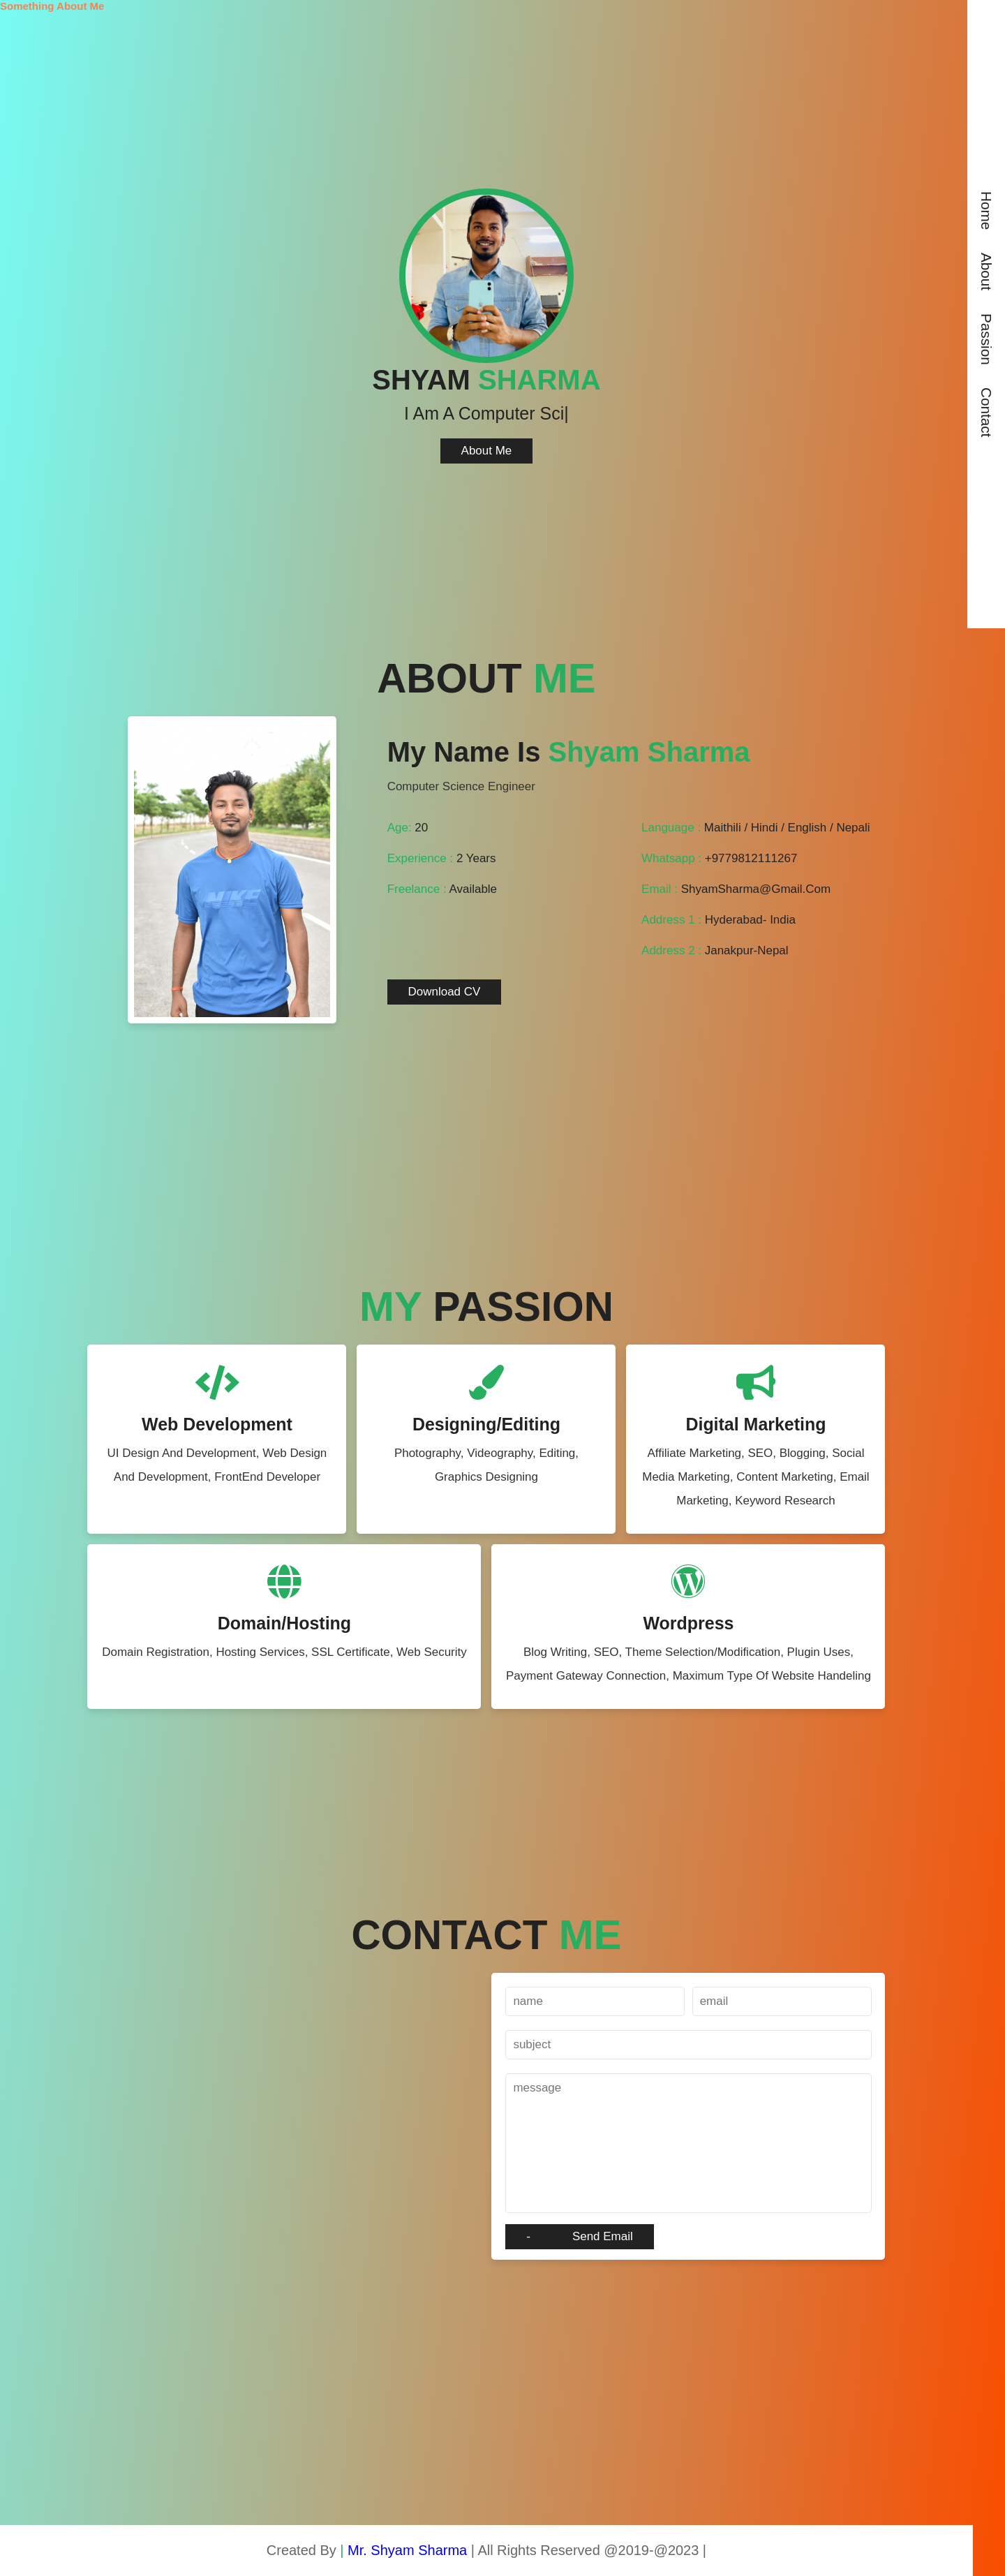 Something About Me
Home
About
Passion
Contact
SHYAM SHARMA
I Am A Computer Sci|
About Me
ABOUT ME
My Name Is Shyam Sharma
Computer Science Engineer
Age: 20
Experience : 2 Years
Freelance : Available
Language : Maithili / Hindi / English / Nepali
Whatsapp : +9779812111267
Email : ShyamSharma@Gmail.Com
Address 1 : Hyderabad- India
Address 2 : Janakpur-Nepal
NIKE
Download CV
MY PASSION
Web Development
UI Design And Development, Web Design
And Development, FrontEnd Developer
Designing/Editing
Photography, Videography, Editing,
Graphics Designing
Digital Marketing
Affiliate Marketing, SEO, Blogging, Social
Media Marketing, Content Marketing, Email
Marketing, Keyword Research
Domain/Hosting
Domain Registration, Hosting Services, SSL Certificate, Web Security
Wordpress
Blog Writing, SEO, Theme Selection/Modification, Plugin Uses,
Payment Gateway Connection, Maximum Type Of Website Handeling
CONTACT ME
name
email
subject
message
- Send Email
Created By | Mr. Shyam Sharma | All Rights Reserved @2019-@2023 |